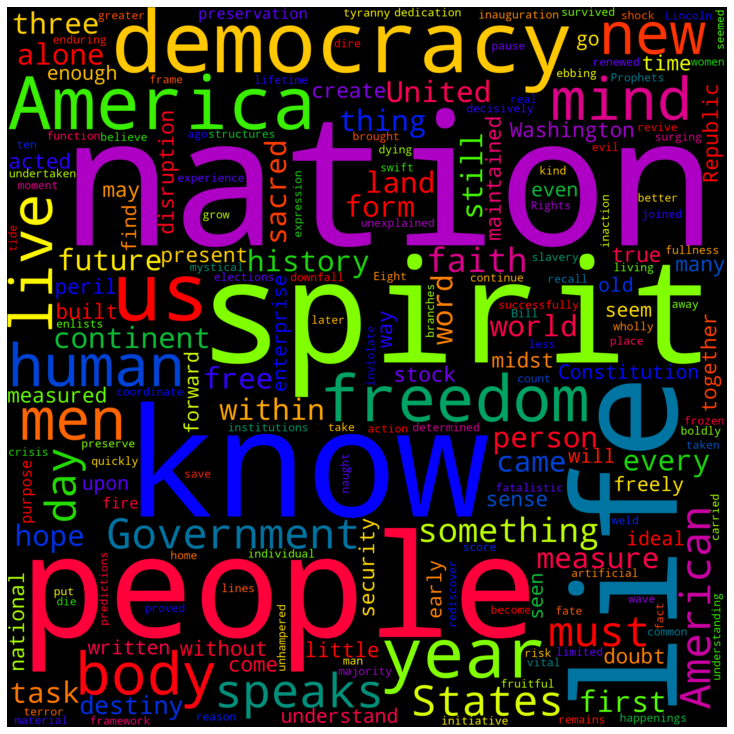 three greater preservation tyranny dedication inauguration survived shock Lincoln
alone enduring democracy go new seemed
enough dire pause renewed women
America frame lifetime create United ebbing time Prophets mind
function believe ago structures brought thing decisively real Washington revive surging
ten acted disruption dying still evil Republic
undertaken experience nation swift land kind
moment may sacred form maintained even better
live find grow expression unexplained Rights joined inaction
tide future present history faith true fullness many
mystical elections downfall Eight slavery living
peril us spirit word continue recall old away
built enterprise branches successfully seem
enlists continent later way world Bill wholly
human coordinate free inviolate stock less place midst Constitution together
measured forward within freedom count
men institutions take action determined person frozen
day preserve know came will every boldly
crisis quickly upon naught sense fatalistic taken
purpose save fire weld freely
hope Government something score life
individual security ideal American
national home people measure artificial carried
predictions lines early seen become
put die proved rediscover fate fact
written without unhampered little man year wave common understanding
body come majority risk must doubt
task destiny speaks States vital limited
terror understand fruitful first
material framework reason initiative remains happenings